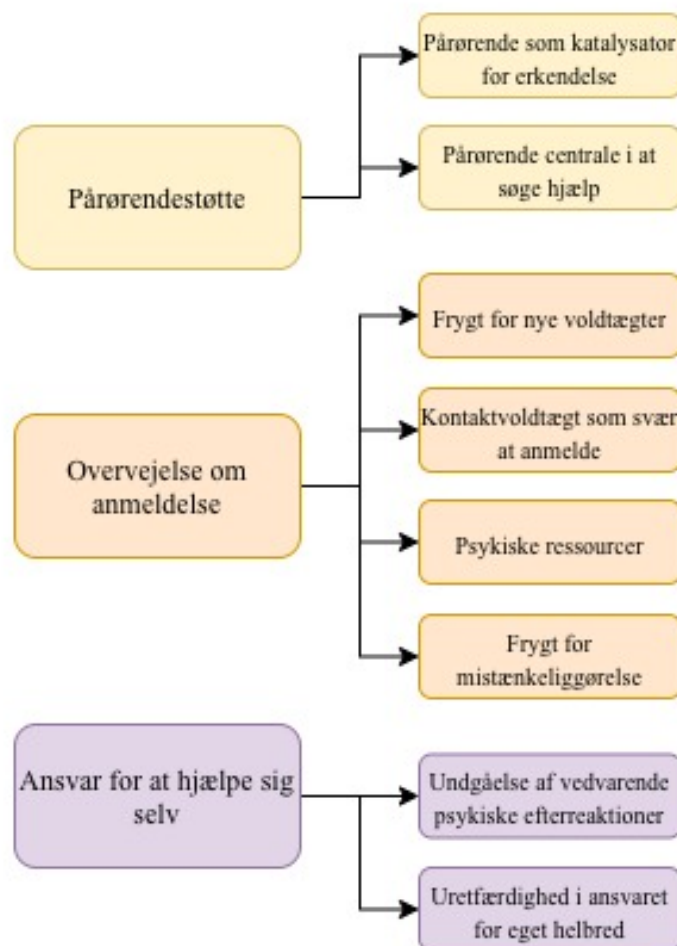 Pårørende som katalysator
for erkendelse
Pårørendestøtte
Pårørende centrale i at
søge hjælp
Frygt for nye voldtægter
Kontaktvoldtægt som svær
at anmelde
Overvejelse om
anmeldelse
Psykiske ressourcer
Frygt for
mistænkeliggørelse
Ansvar for at hjælpe sig
selv
Undgåelse af vedvarende
psykiske efterreaktioner
Uretfærdighed i ansvaret
for eget helbred